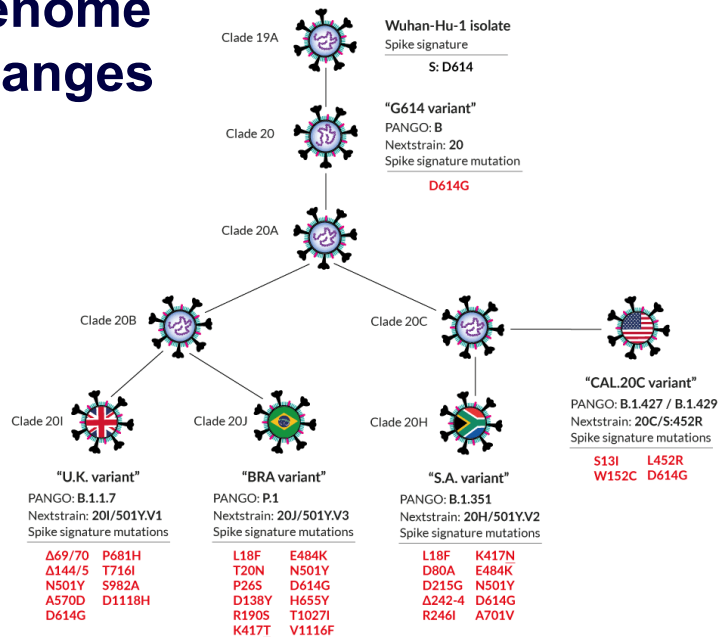 enome
anges
Clade 19A
Wuhan-Hu-1 isolate
Spike signature
S: D614
Clade 20
"G614 variant"
PANGO: B
Nextstrain: 20
Spike signature mutation
D614G
Clade 20A
Clade 20B
Clade 20C
"CAL.20C variant"
PANGO: B.1.427 / B.1.429
Nextstrain: 20C/S:452R
Spike signature mutations
S13I L452R
W152C D614G
Clade 20I
"U.K. variant"
PANGO: B.1.1.7
Nextstrain: 20I/501Y.V1
Spike signature mutations
Δ69/70 P681H
Δ144/5 T716I
N501Y S982A
A570D D1118H
D614G
Clade 20J
"BRA variant"
PANGO: P.1
Nextstrain: 20J/501Y.V3
Spike signature mutations
L18F E484K
T20N N501Y
P26S D614G
D138Y H655Y
R190S T1027I
K417T V1116F
Clade 20H
"S.A. variant"
PANGO: B.1.351
Nextstrain: 20H/501Y.V2
Spike signature mutations
L18F K417N
D80A E484K
D215G N501Y
Δ242-4 D614G
R246I A701V